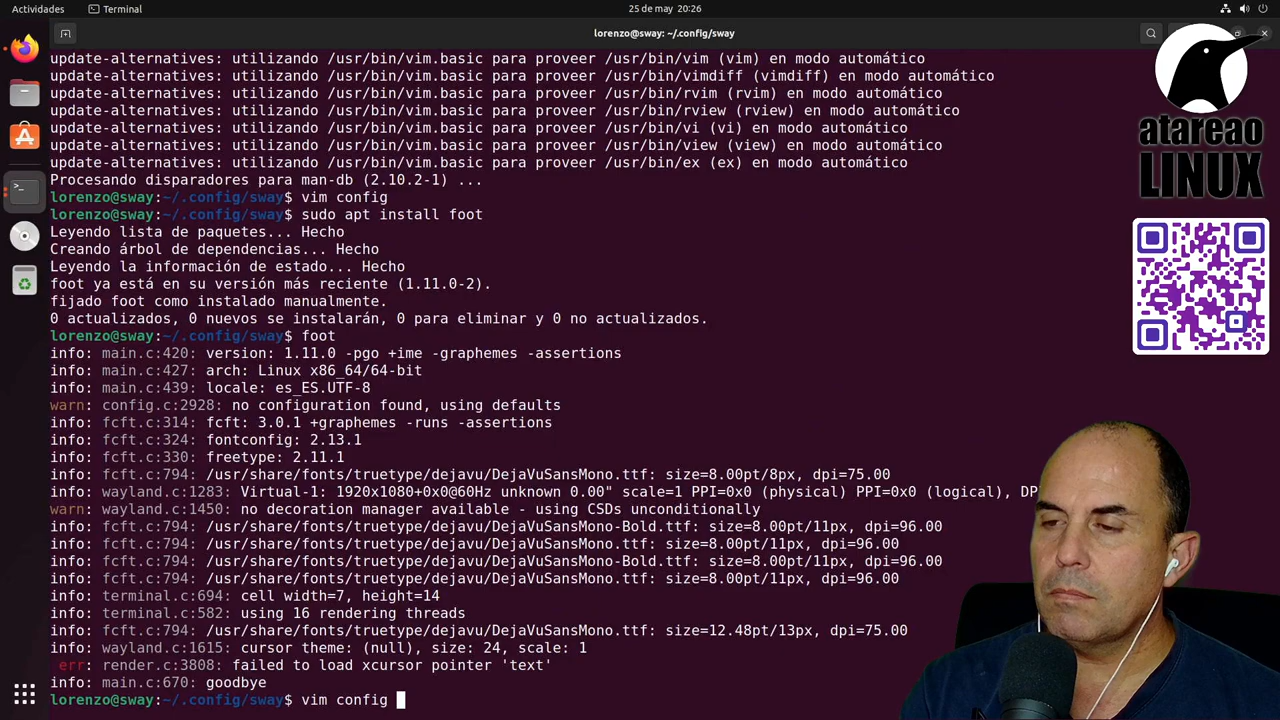 Actividades
Terminal
25 de may 20:26
lorenzo@sway: ~/.config/sway
update-alternatives: utilizando /usr/bin/vim.basic para proveer /usr/bin/vim (vim) en modo automático
update-alternatives: utilizando /usr/bin/vim.basic para proveer /usr/bin/vimdiff (vimdiff) en modo automático
update-alternatives: utilizando /usr/bin/vim.basic para proveer /usr/bin/rvim (rvim) en modo automático
update-alternatives: utilizando /usr/bin/vim.basic para proveer /usr/bin/rview (rview) en modo automático
update-alternatives: utilizando /usr/bin/vim.basic para proveer /usr/bin/vi (vi) en modo automático
update-alternatives: utilizando /usr/bin/vim.basic para proveer /usr/bin/view (view) en modo automático
update-alternatives: utilizando /usr/bin/vim.basic para proveer /usr/bin/ex (ex) en modo automático
Procesando disparadores para man-db (2.10.2-1) ...
lorenzo@sway:~/.config/sway$ vim config
lorenzo@sway:~/.config/sway$ sudo apt install foot
Leyendo lista de paquetes... Hecho
Creando árbol de dependencias... Hecho
Leyendo la información de estado... Hecho
foot ya está en su versión más reciente (1.11.0-2).
fijado foot como instalado manualmente.
0 actualizados, 0 nuevos se instalarán, 0 para eliminar y 0 no actualizados.
lorenzo@sway:~/.config/sway$ foot
info: main.c:420: version: 1.11.0 -pgo +ime -graphemes -assertions
info: main.c:427: arch: Linux x86_64/64-bit
info: main.c:439: locale: es_ES.UTF-8
warn: config.c:2928: no configuration found, using defaults
info: fcft.c:314: fcft: 3.0.1 +graphemes -runs -assertions
info: fcft.c:324: fontconfig: 2.13.1
info: fcft.c:330: freetype: 2.11.1
info: fcft.c:794: /usr/share/fonts/truetype/dejavu/DejaVuSansMono.ttf: size=8.00pt/8px, dpi=75.00
info: wayland.c:1283: Virtual-1: 1920x1080+0x0@60Hz unknown 0.00" scale=1 PPI=0x0 (physical) PPI=0x0 (logical), DP
warn: wayland.c:1450: no decoration manager available - using CSDs unconditionally
info: fcft.c:794: /usr/share/fonts/truetype/dejavu/DejaVuSansMono-Bold.ttf: size=8.00pt/11px, dpi=96.00
info: fcft.c:794: /usr/share/fonts/truetype/dejavu/DejaVuSansMono.ttf: size=8.00pt/11px, dpi=96.00
info: fcft.c:794: /usr/share/fonts/truetype/dejavu/DejaVuSansMono-Bold.ttf: size=8.00pt/11px, dpi=96.00
info: fcft.c:794: /usr/share/fonts/truetype/dejavu/DejaVuSansMono.ttf: size=8.00pt/11px, dpi=96.00
info: terminal.c:694: cell width=7, height=14
info: terminal.c:582: using 16 rendering threads
info: fcft.c:794: /usr/share/fonts/truetype/dejavu/DejaVuSansMono.ttf: size=12.48pt/13px, dpi=75.00
info: wayland.c:1615: cursor theme: (null), size: 24, scale: 1
err: render.c:3808: failed to load xcursor pointer 'text'
info: main.c:670: goodbye
lorenzo@sway:~/.config/sway$ vim config
atareao
LINUX